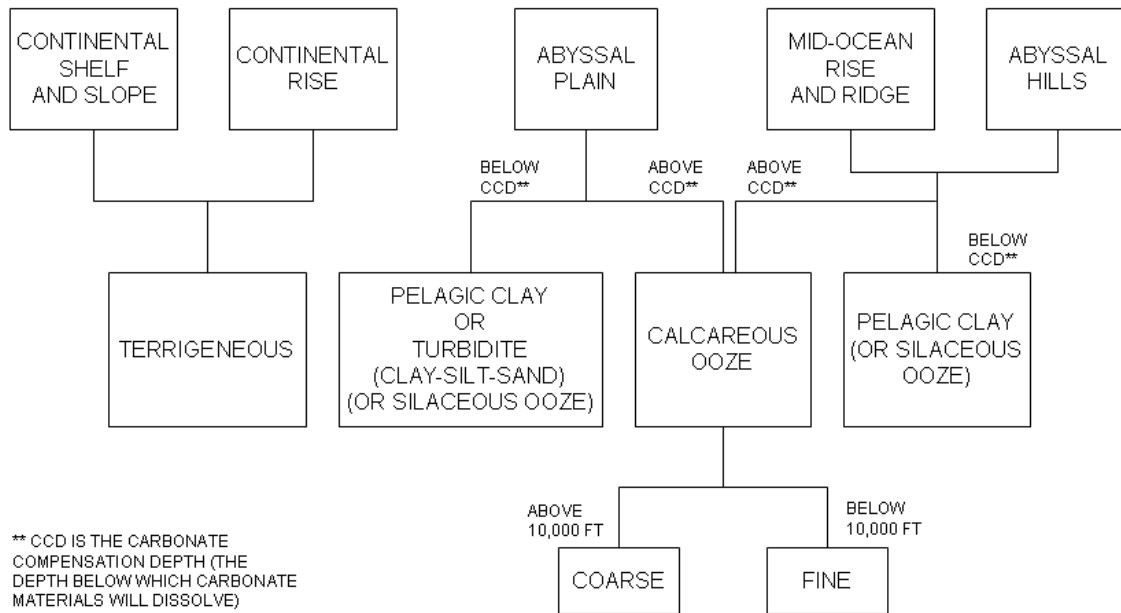 CONTINENTAL
SHELF
AND SLOPE
CONTINENTAL
RISE
ABYSSAL
PLAIN
MID-OCEAN
RISE
AND RIDGE
ABYSSAL
HILLS
BELOW
CCD**
ABOVE
CCD**
ABOVE
CCD**
BELOW
CCD**
TERRIGENEOUS
PELAGIC CLAY
OR
TURBIDITE
(CLAY-SILT-SAND)
(OR SILACEOUS OOZE)
CALCAREOUS
OOZE
PELAGIC CLAY
(OR SILACEOUS
OOZE)
ABOVE
10,000 FT
BELOW
10,000 FT
COARSE
FINE
** CCD IS THE CARBONATE
COMPENSATION DEPTH (THE
DEPTH BELOW WHICH CARBONATE
MATERIALS WILL DISSOLVE)